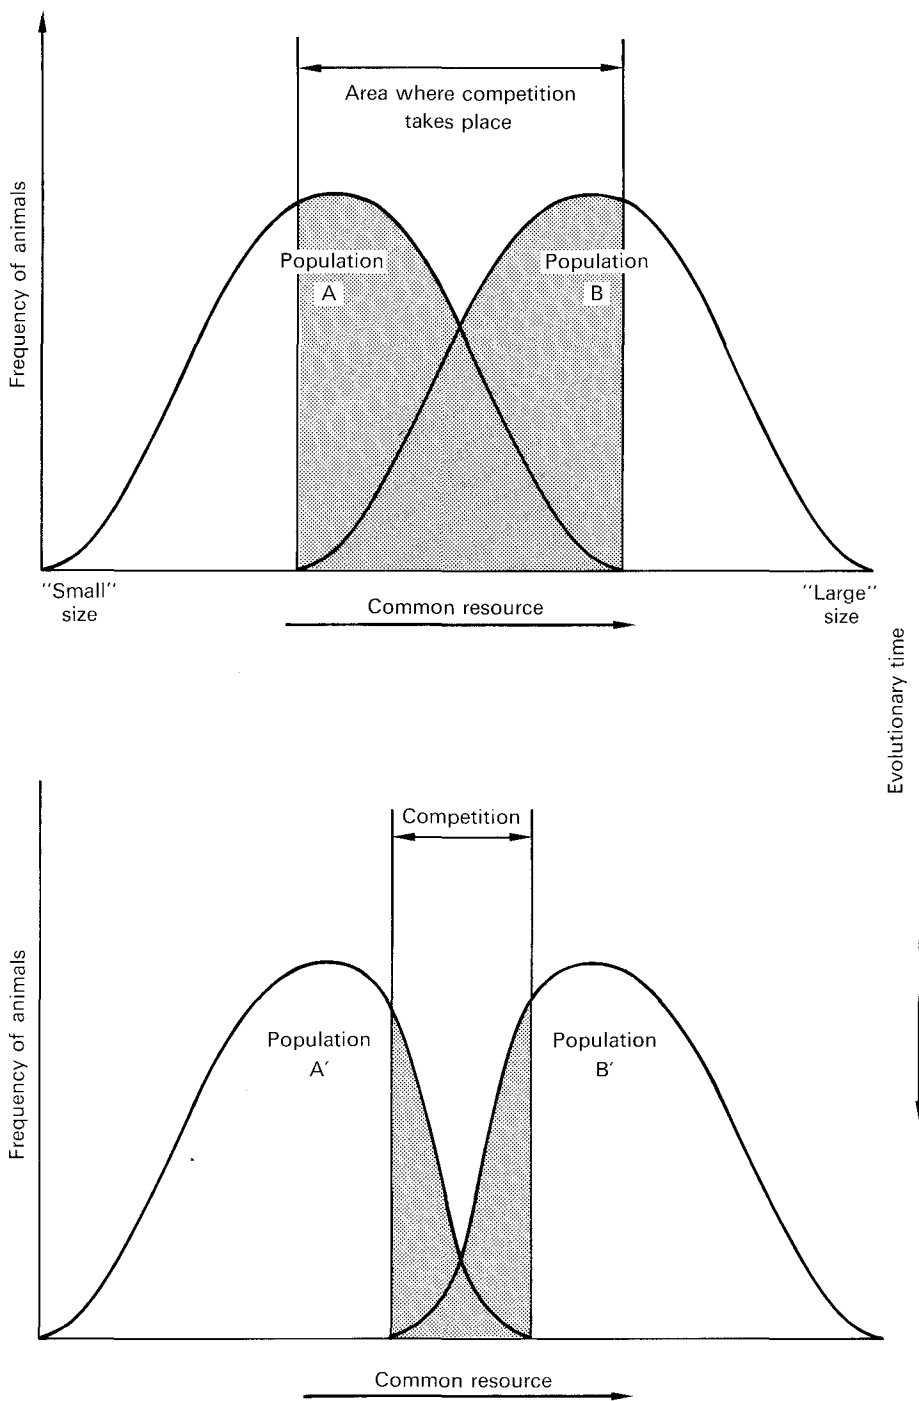 Area where competition
takes place
Frequency of animals
Population
A
Population
B
"Small"
size
"Large"
size
Common resource
Evolutionary time
Competition
Frequency of animals
Population
A′
Population
B′
Common resource